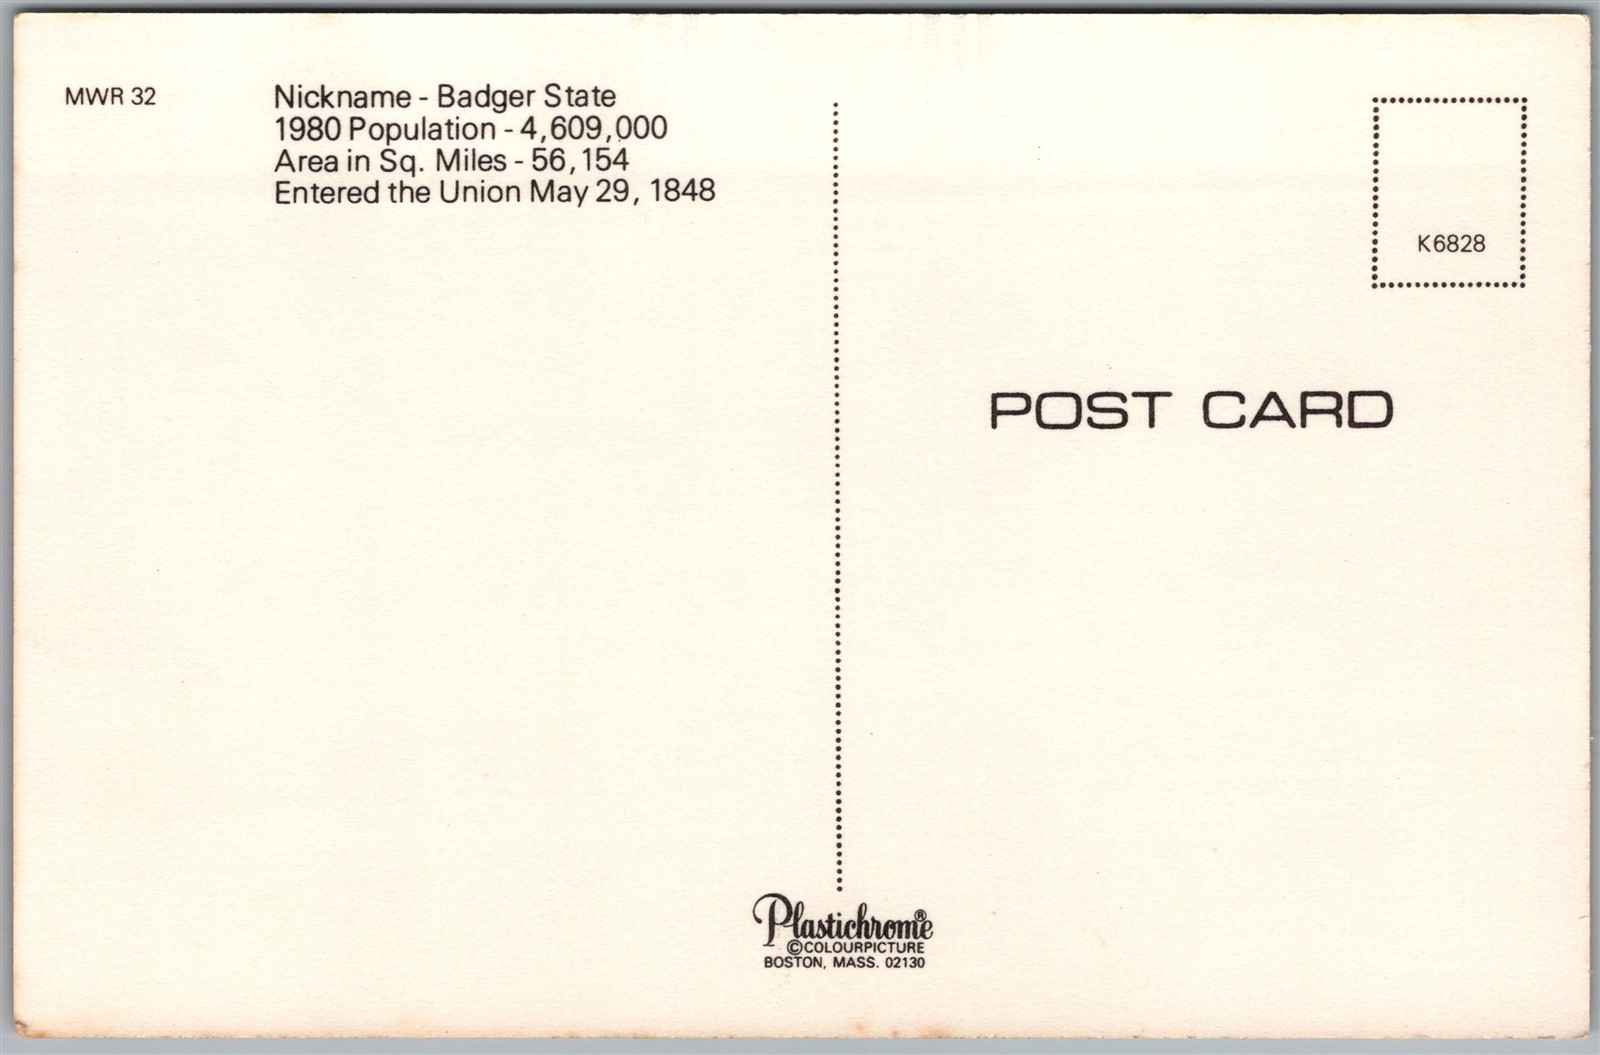 MWR 32
Nickname - Badger State
1980 Population - 4,609,000
Area in Sq. Miles - 56,154
Entered the Union May 29, 1848
K6828
POST CARD
Plastichrome®
©COLOURPICTURE
BOSTON, MASS. 02130